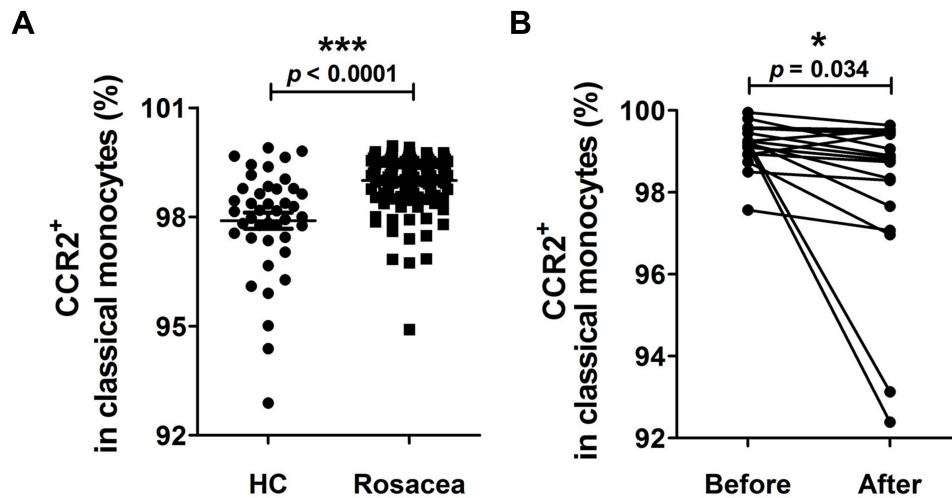 A
***
p < 0.0001
CCR2+
in classical monocytes (%)
101
98
95
92
HC
Rosacea
B
*
p = 0.034
CCR2+
in classical monocytes (%)
100
98
96
94
92
Before
After